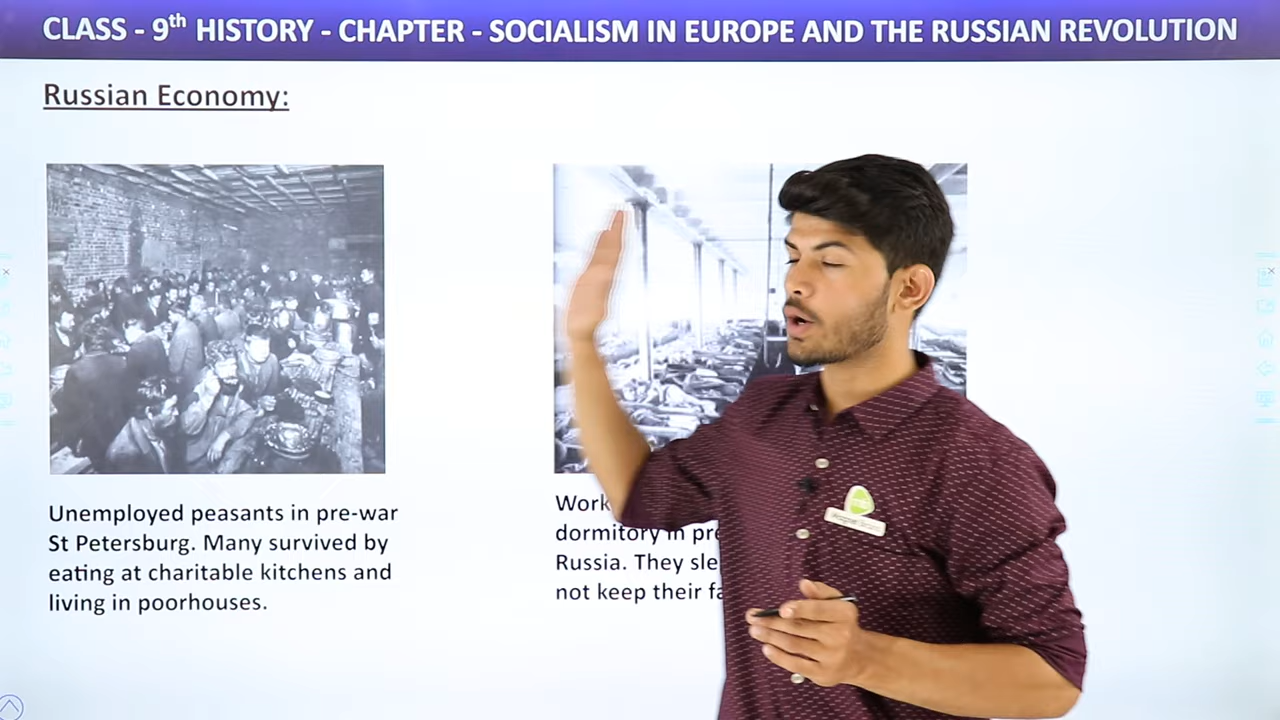 CLASS - 9th HISTORY - CHAPTER - SOCIALISM IN EUROPE AND THE RUSSIAN REVOLUTION
Russian Economy:
Unemployed peasants in pre-war
St Petersburg. Many survived by
eating at charitable kitchens and
living in poorhouses.
Work
dormitory in pr
Russia. They sle
not keep their fa